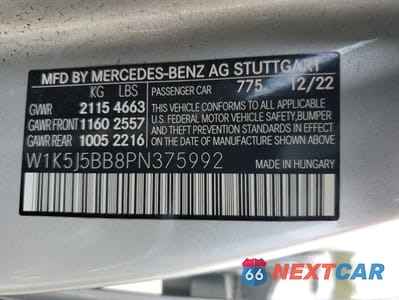 MFD BY MERCEDES-BENZ AG STUTTGART
KG LBS PASSENGER CAR 775 12/22
GVWR 2115 4663
GAWR FRONT 1160 2557
GAWR REAR 1005 2216
THIS VEHICLE CONFORMS TO ALL APPLICABLE
U.S. FEDERAL MOTOR VEHICLE SAFETY, BUMPER
AND THEFT PREVENTION STANDARDS IN EFFECT
ON THE DATE OF MANUFACTURE SHOWN ABOVE.
W1K5J5BB8PN375992
MADE IN HUNGARY
66 NEXTCAR